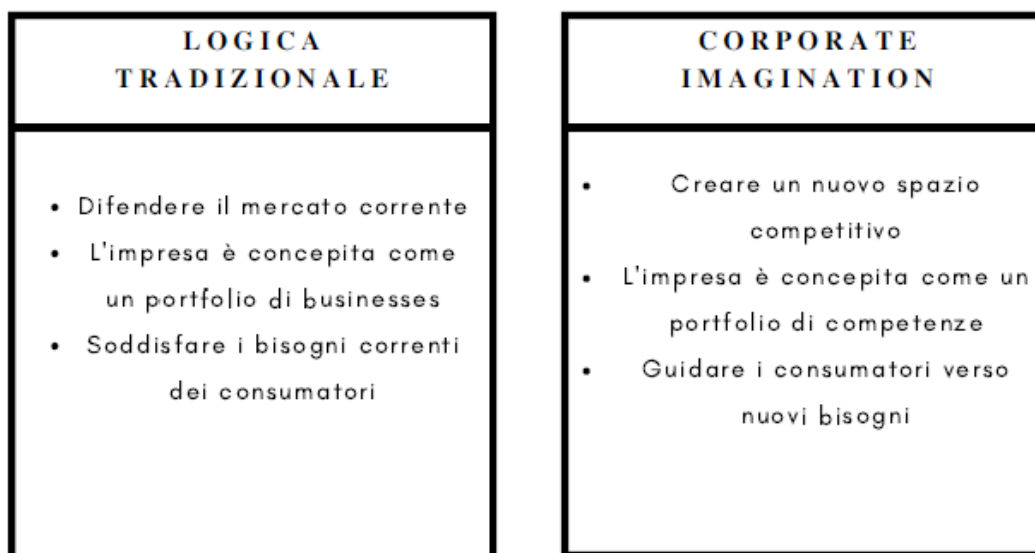 LOGICA
TRADIZIONALE
• Difendere il mercato corrente
• L'impresa è concepita come
un portfolio di businesses
• Soddisfare i bisogni correnti
dei consumatori
CORPORATE
IMAGINATION
• Creare un nuovo spazio
competitivo
• L'impresa è concepita come un
portfolio di competenze
• Guidare i consumatori verso
nuovi bisogni